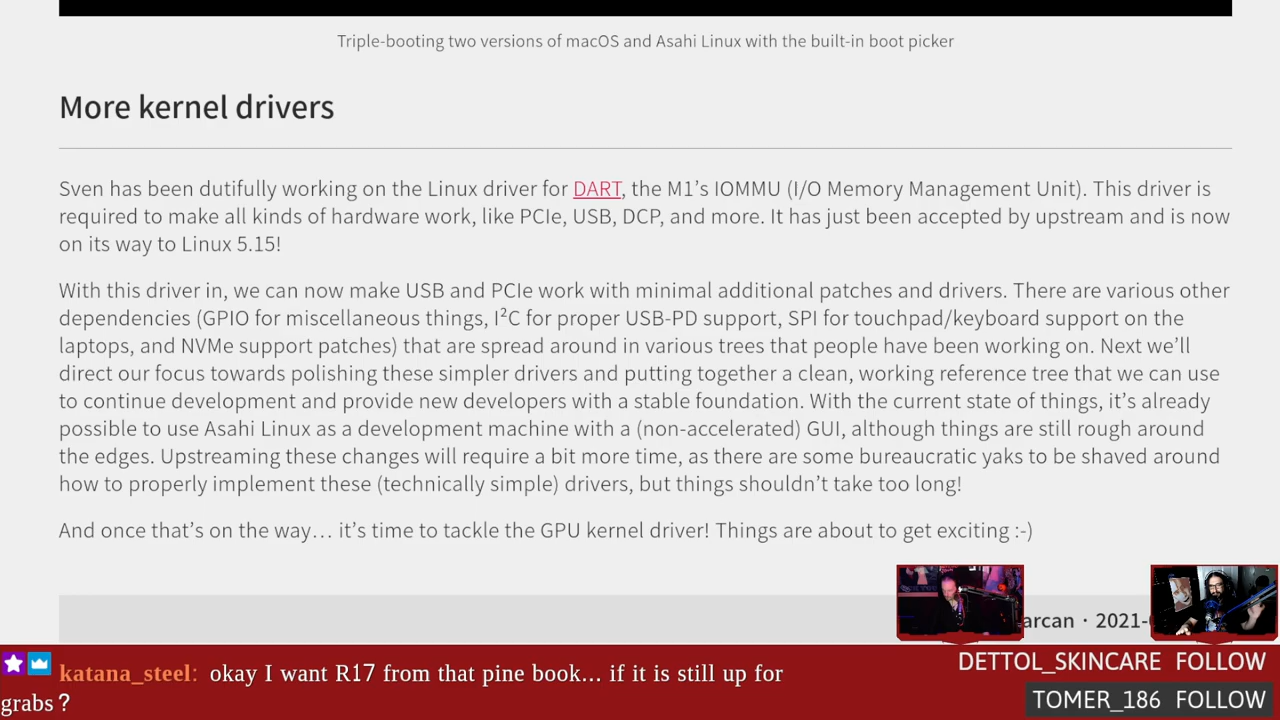 Triple-booting two versions of macOS and Asahi Linux with the built-in boot picker
More kernel drivers
Sven has been dutifully working on the Linux driver for DART, the M1’s IOMMU (I/O Memory Management Unit). This driver is
required to make all kinds of hardware work, like PCIe, USB, DCP, and more. It has just been accepted by upstream and is now
on its way to Linux 5.15!
With this driver in, we can now make USB and PCIe work with minimal additional patches and drivers. There are various other
dependencies (GPIO for miscellaneous things, I²C for proper USB-PD support, SPI for touchpad/keyboard support on the
laptops, and NVMe support patches) that are spread around in various trees that people have been working on. Next we’ll
direct our focus towards polishing these simpler drivers and putting together a clean, working reference tree that we can use
to continue development and provide new developers with a stable foundation. With the current state of things, it’s already
possible to use Asahi Linux as a development machine with a (non-accelerated) GUI, although things are still rough around
the edges. Upstreaming these changes will require a bit more time, as there are some bureaucratic yaks to be shaved around
how to properly implement these (technically simple) drivers, but things shouldn’t take too long!
And once that’s on the way… it’s time to tackle the GPU kernel driver! Things are about to get exciting :-)
arcan · 2021-
katana_steel: okay I want R17 from that pine book... if it is still up for
grabs?
DETTOL_SKINCARE FOLLOW
TOMER_186 FOLLOW